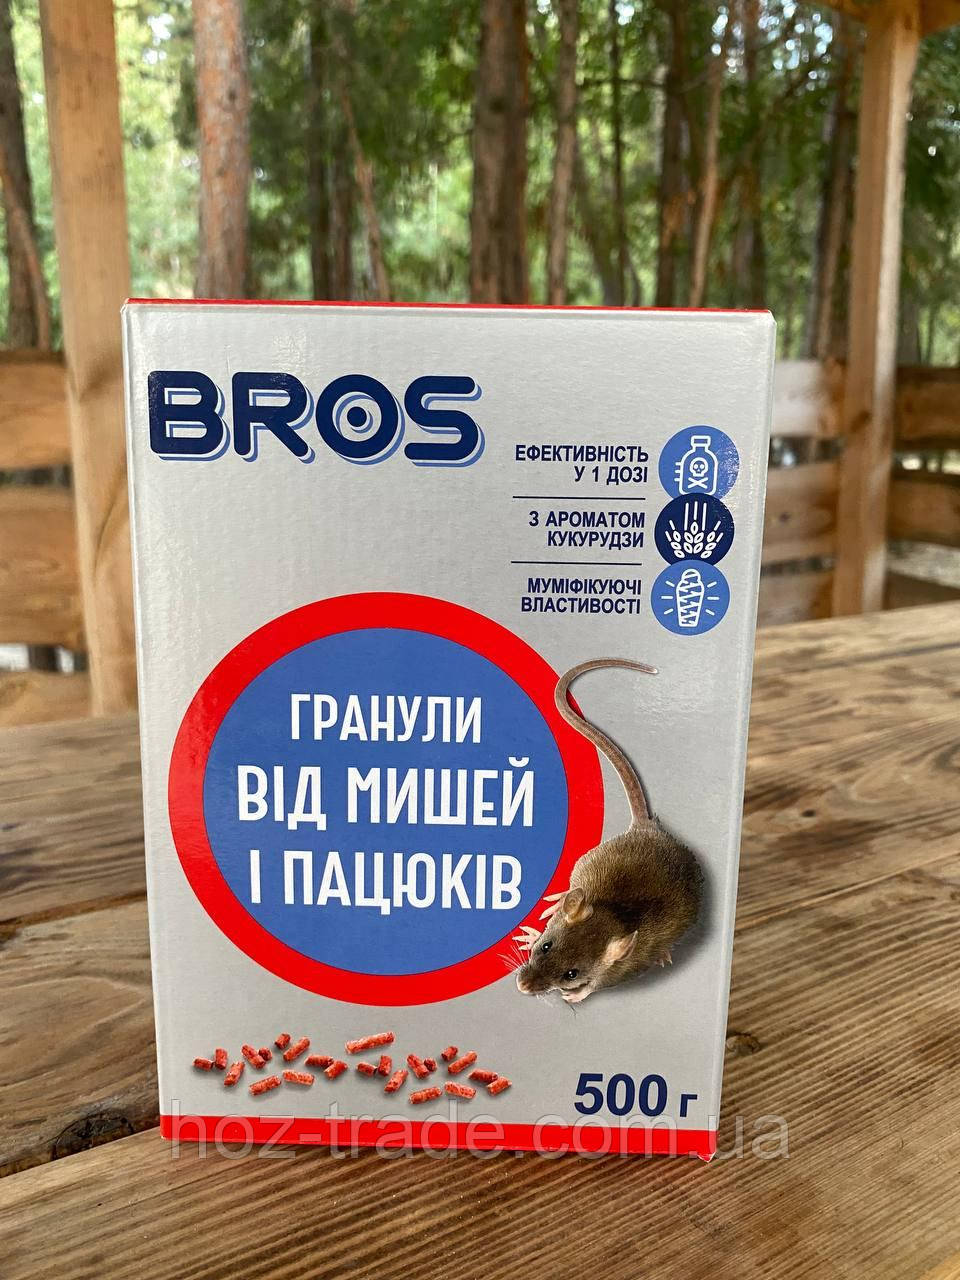 BROS
ЕФЕКТИВНІСТЬ
У 1 ДОЗІ
З АРОМАТОМ
КУКУРУДЗИ
МУМІФІКУЮЧІ
ВЛАСТИВОСТІ
ГРАНУЛИ
ВІД МИШЕЙ
І ПАЦЮКІВ
500 г
hoz-trade.com.ua